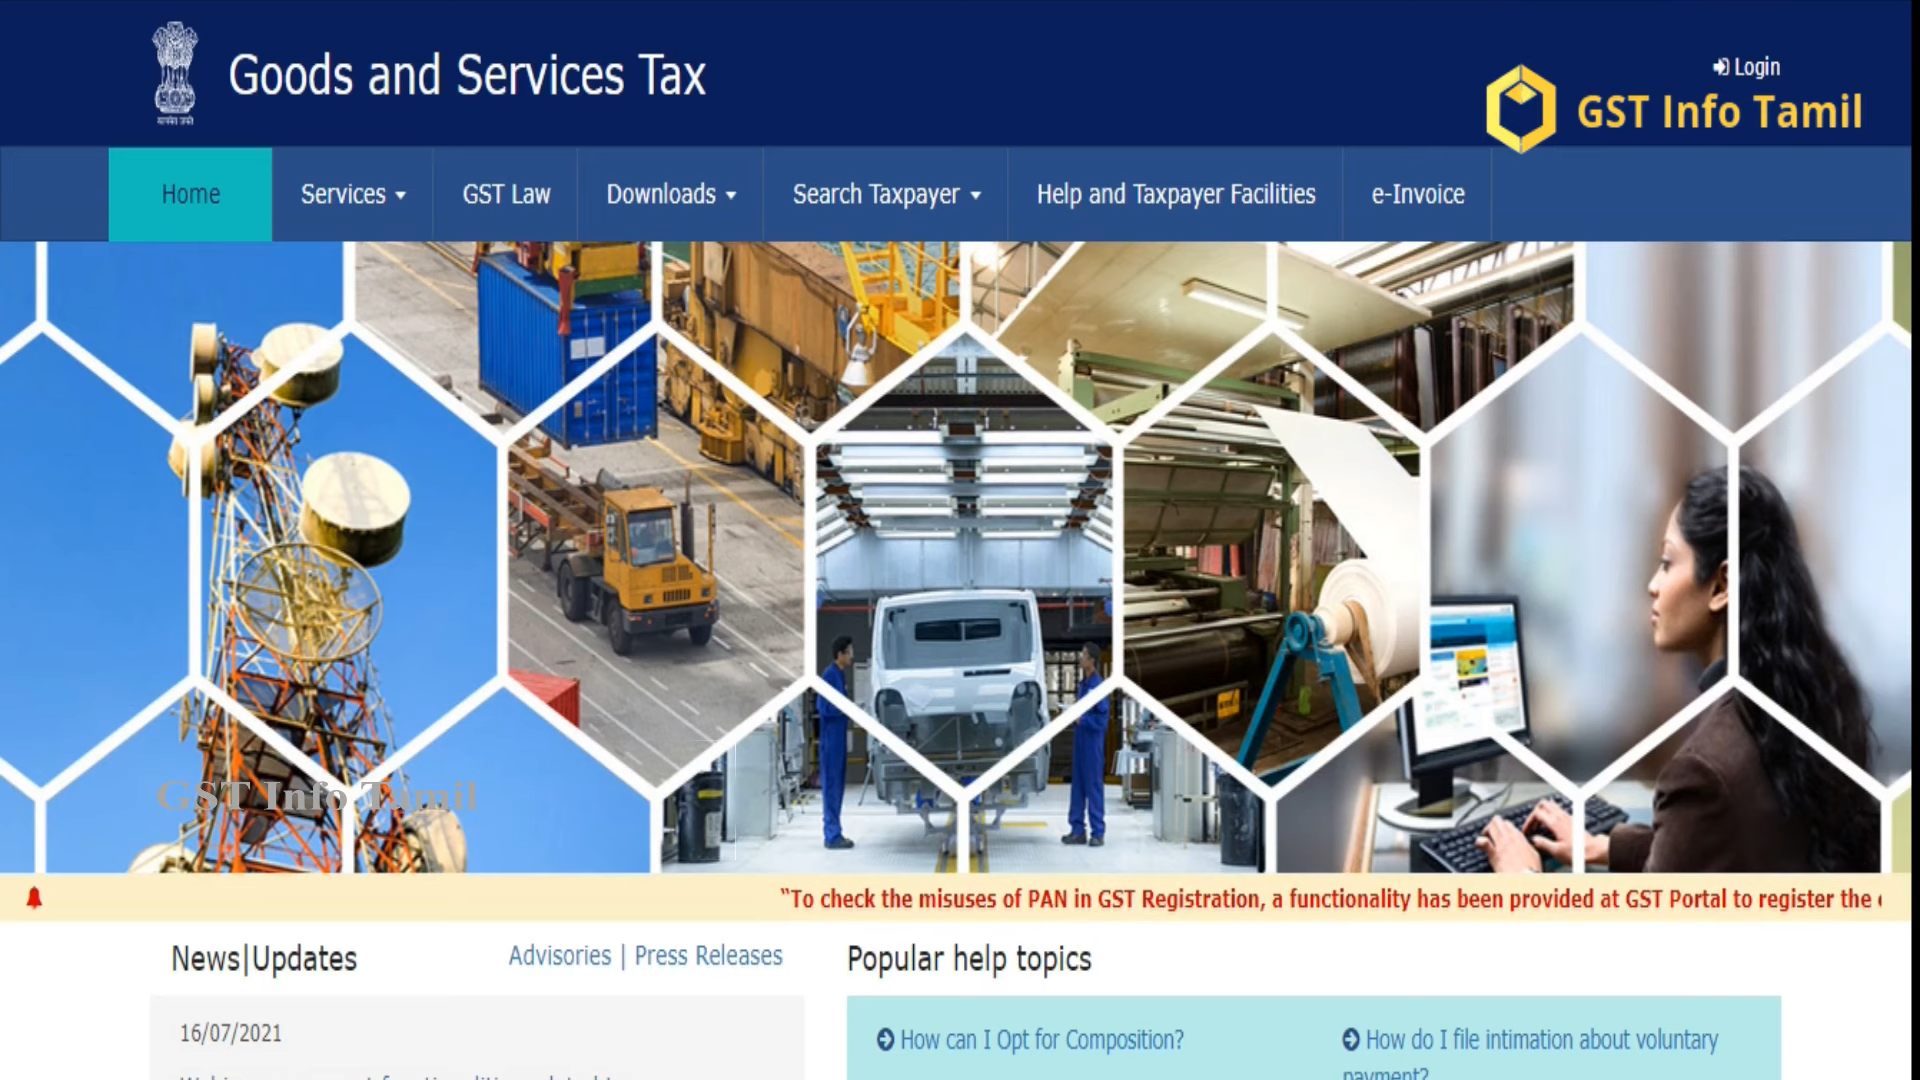 Goods and Services Tax
Login
GST Info Tamil
Home
Services
GST Law
Downloads
Search Taxpayer
Help and Taxpayer Facilities
e-Invoice
GST Info Tamil
“To check the misuses of PAN in GST Registration, a functionality has been provided at GST Portal to register the
News|Updates
Advisories | Press Releases
Popular help topics
16/07/2021
How can I Opt for Composition?
How do I file intimation about voluntary
payment?